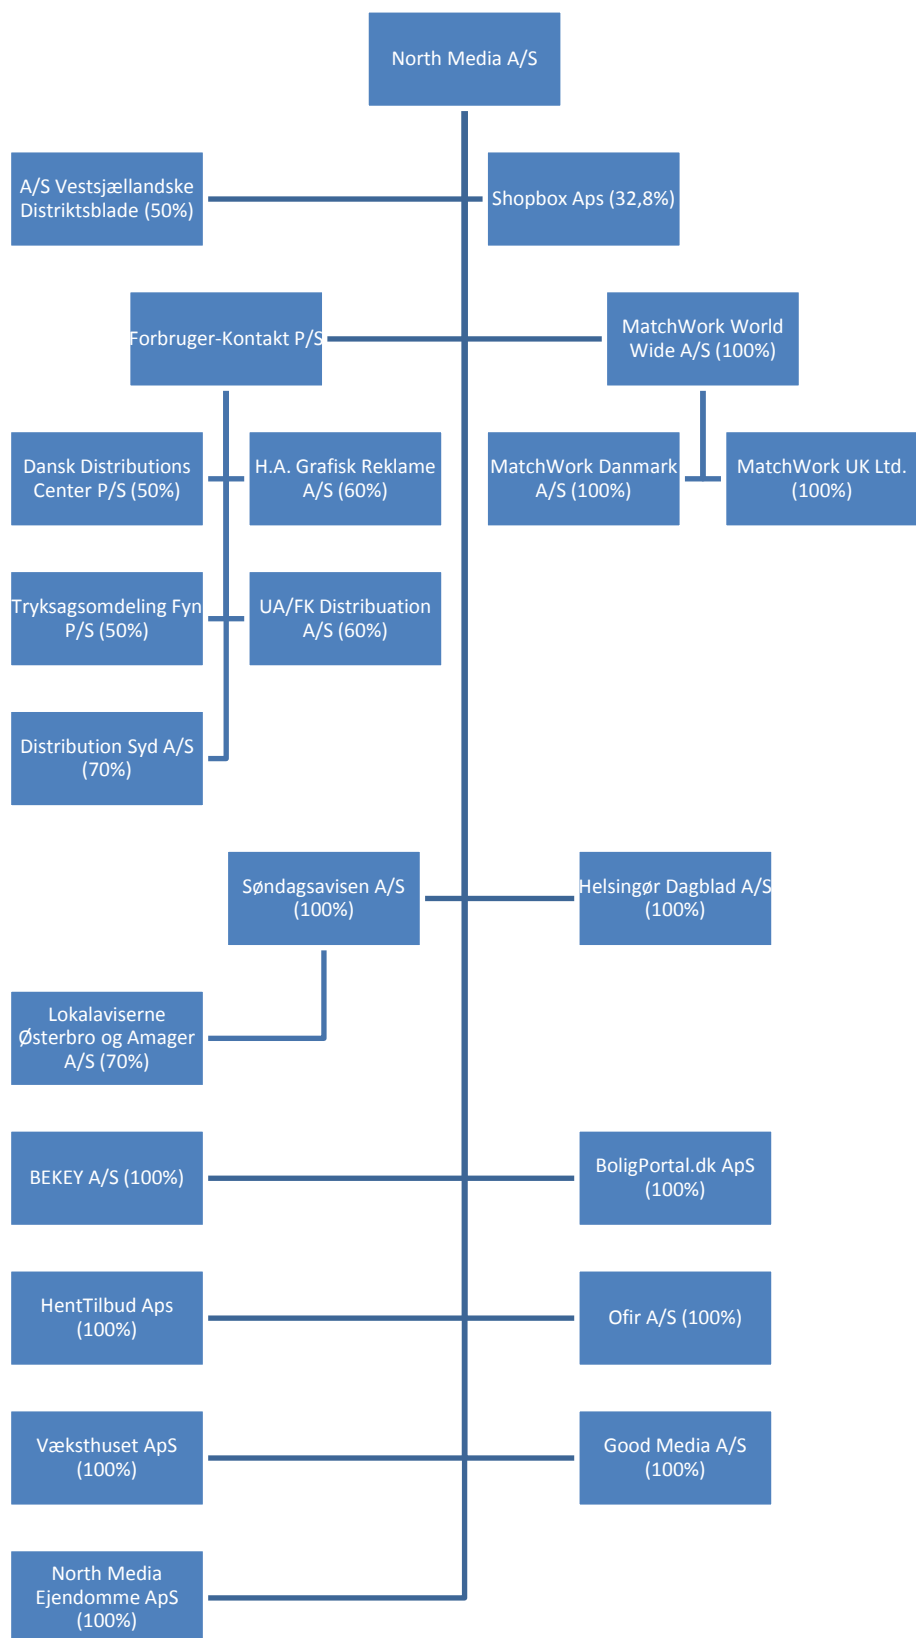 North Media A/S
A/S Vestsjællandske
Distriktsblade (50%)
Shopbox Aps (32,8%)
Forbruger-Kontakt P/S
MatchWork World
Wide A/S (100%)
Dansk Distributions
Center P/S (50%)
H.A. Grafisk Reklame
A/S (60%)
MatchWork Danmark
A/S (100%)
MatchWork UK Ltd.
(100%)
Tryksagsomdeling Fyn
P/S (50%)
UA/FK Distribuation
A/S (60%)
Distribution Syd A/S
(70%)
Søndagsavisen A/S
(100%)
Helsingør Dagblad A/S
(100%)
Lokalaviserne
Østerbro og Amager
A/S (70%)
BEKEY A/S (100%)
BoligPortal.dk ApS
(100%)
HentTilbud Aps
(100%)
Ofir A/S (100%)
Væksthuset ApS
(100%)
Good Media A/S
(100%)
North Media
Ejendomme ApS
(100%)